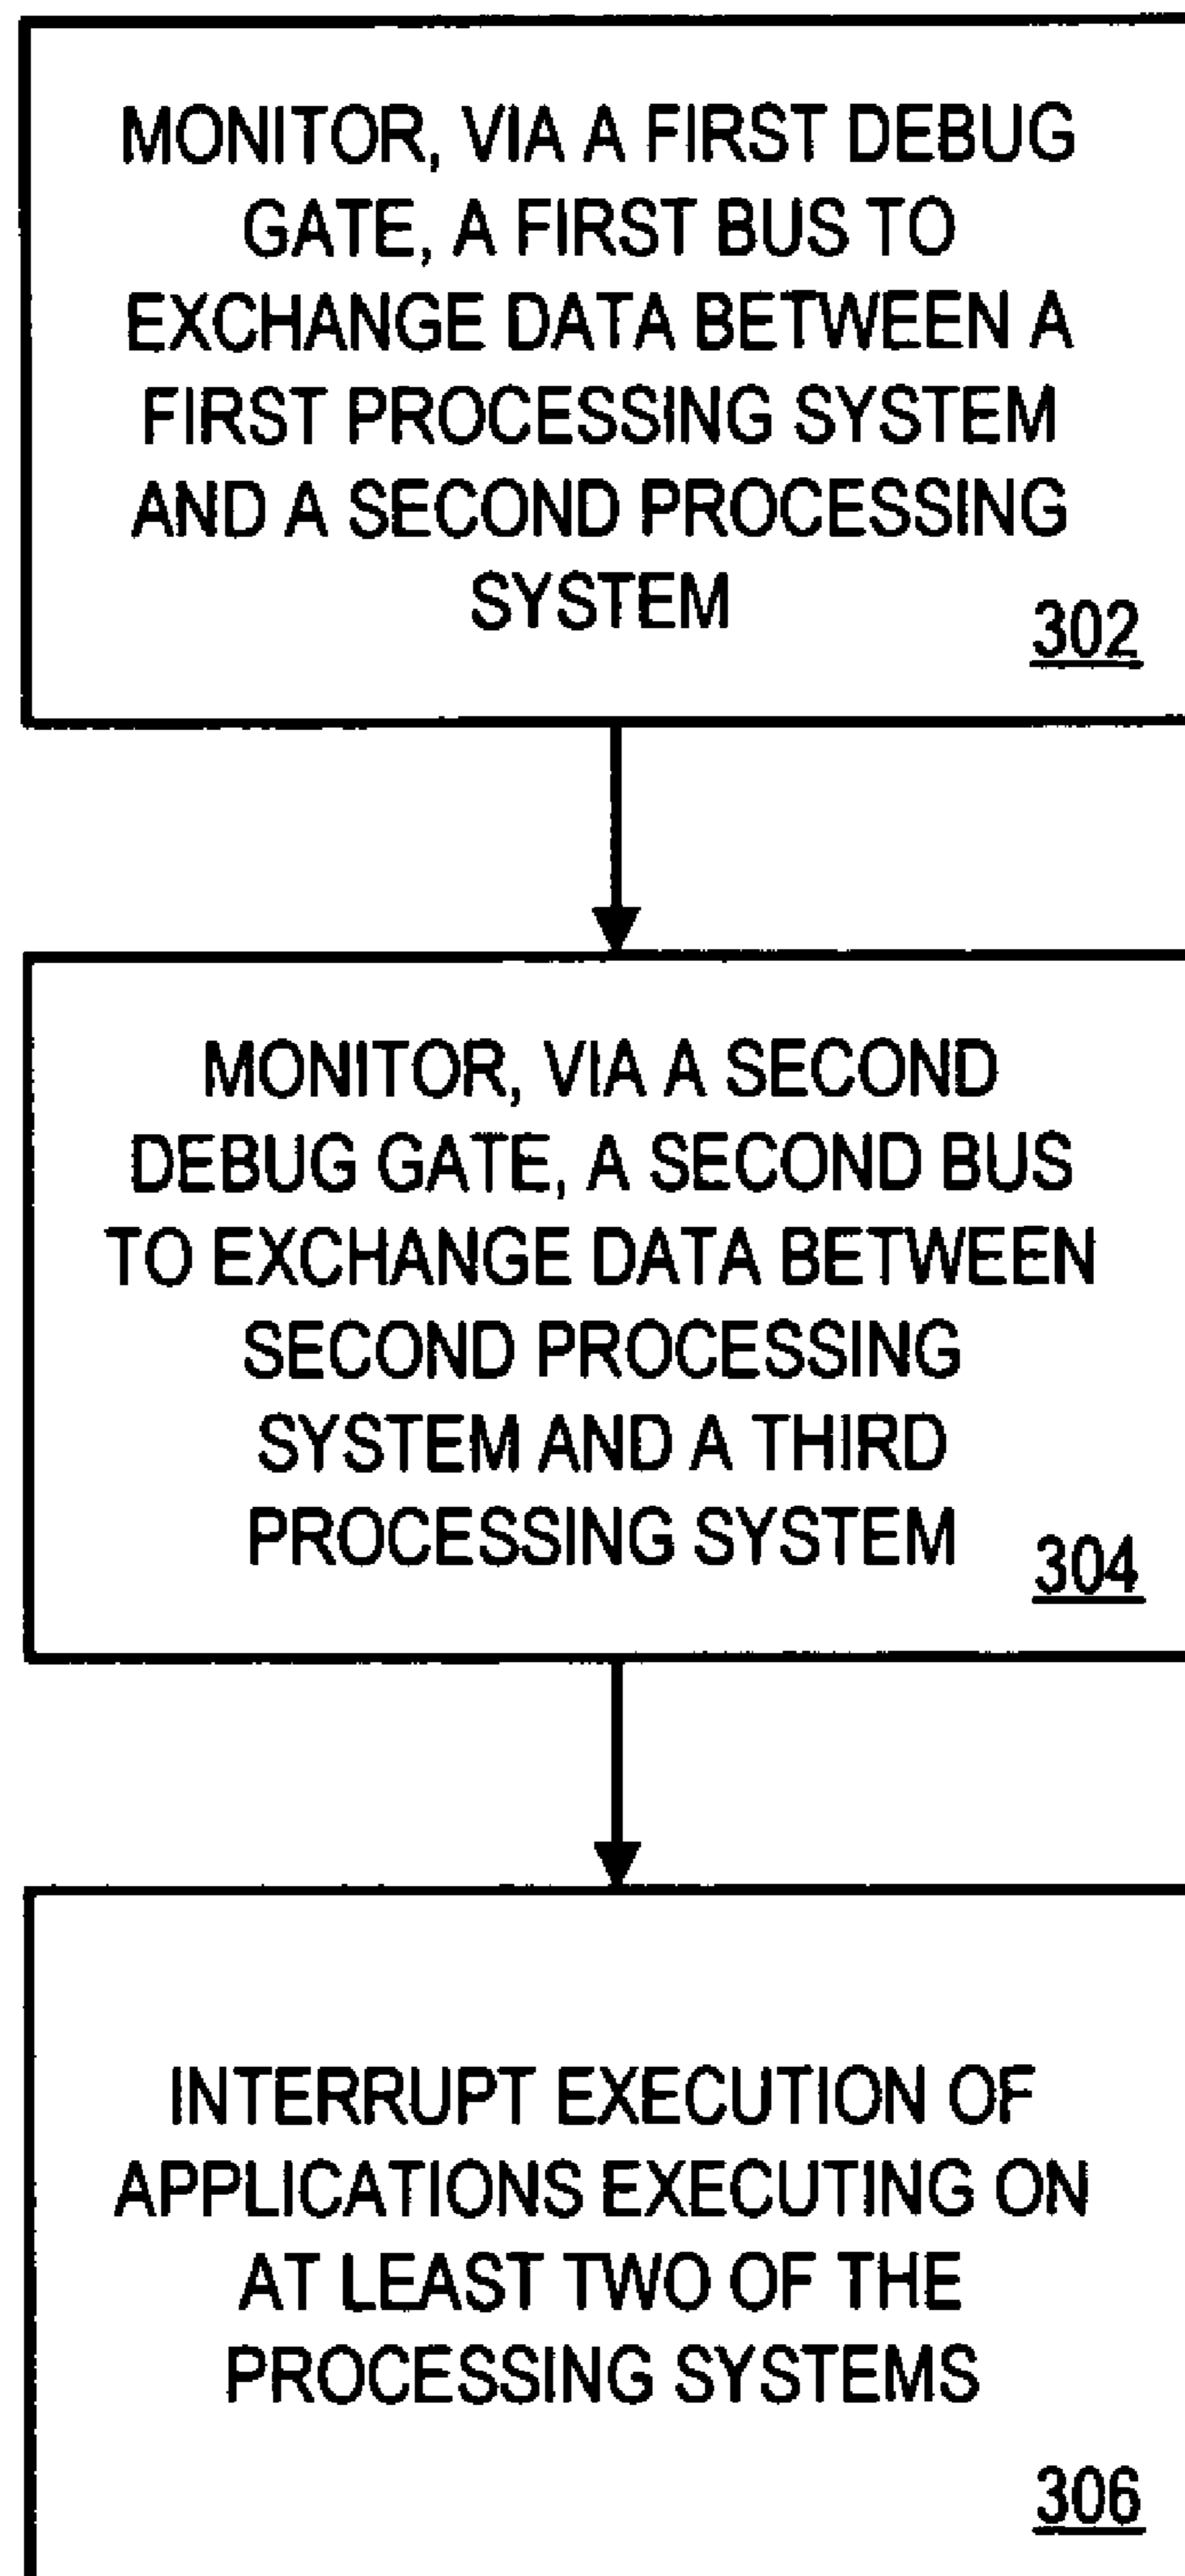 MONITOR, VIA A FIRST DEBUG
GATE, A FIRST BUS TO
EXCHANGE DATA BETWEEN A
FIRST PROCESSING SYSTEM
AND A SECOND PROCESSING
SYSTEM
302
MONITOR, VIA A SECOND
DEBUG GATE, A SECOND BUS
TO EXCHANGE DATA BETWEEN
SECOND PROCESSING
SYSTEM AND A THIRD
PROCESSING SYSTEM
304
INTERRUPT EXECUTION OF
APPLICATIONS EXECUTING ON
AT LEAST TWO OF THE
PROCESSING SYSTEMS
306